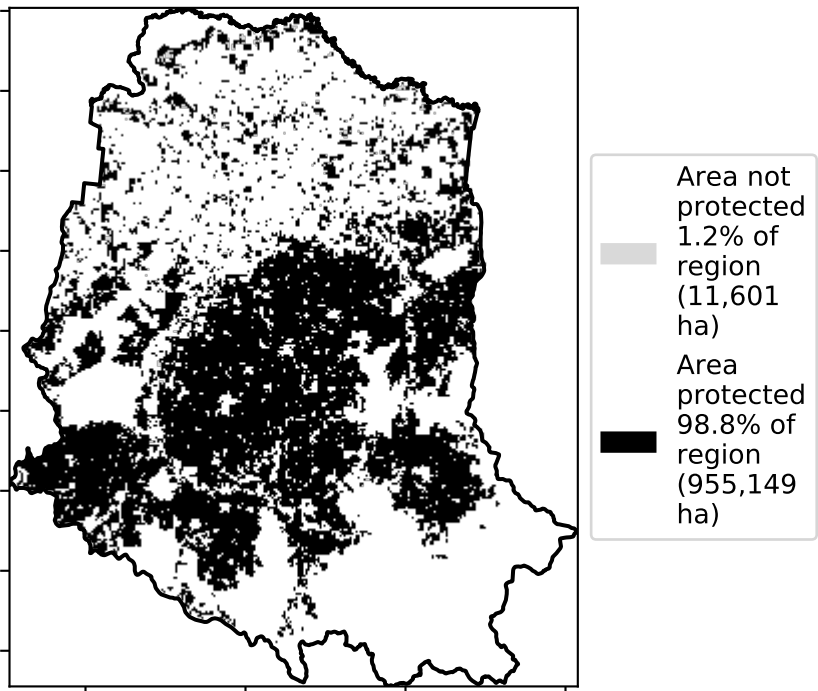 Area not
protected
1.2% of
region
(11,601
ha)
Area
protected
98.8% of
region
(955,149
ha)